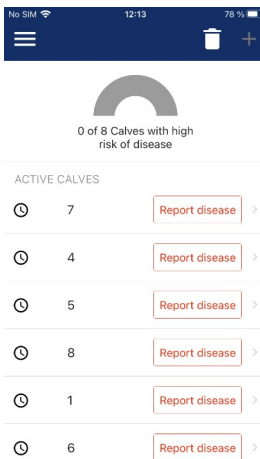 No SIM 12:13 78 %
0 of 8 Calves with high
risk of disease
ACTIVE CALVES
7 Report disease
4 Report disease
5 Report disease
8 Report disease
1 Report disease
6 Report disease